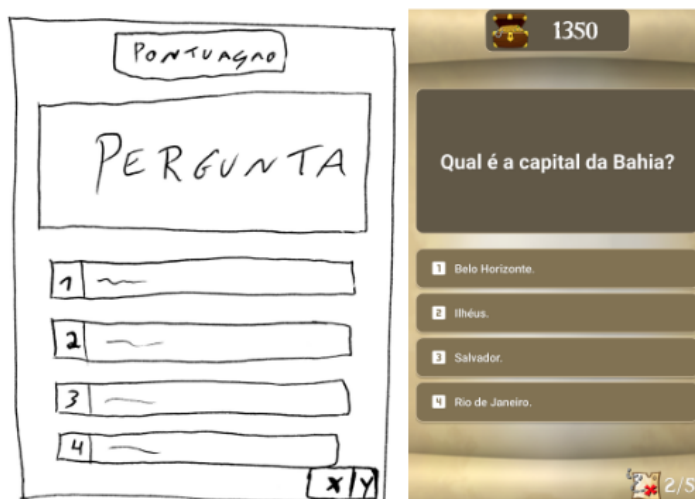 PONTUAÇÃO
PERGUNTA
1
2
3
4
X/Y
1350
Qual é a capital da Bahia?
1 Belo Horizonte.
2 Ilhéus.
3 Salvador.
4 Rio de Janeiro.
2/5